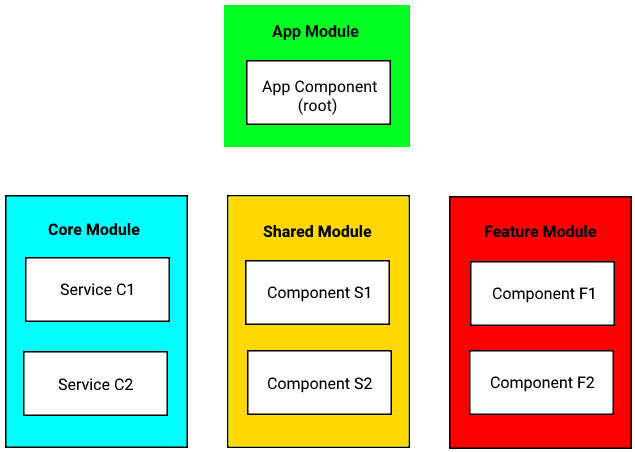 App Module
App Component
(root)
Core Module
Service C1
Service C2
Shared Module
Component S1
Component S2
Feature Module
Component F1
Component F2